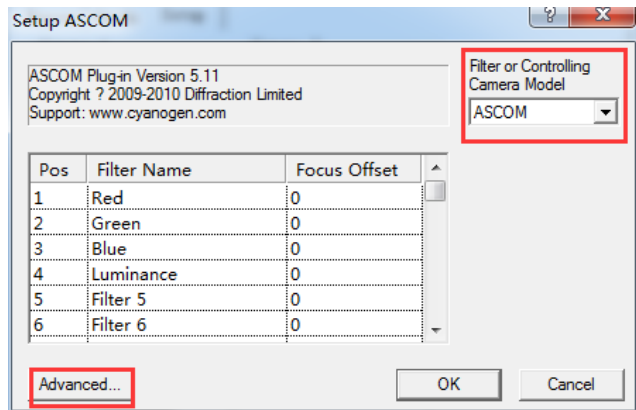 Setup ASCOM
ASCOM Plug-in Version 5.11
Copyright ? 2009-2010 Diffraction Limited
Support: www.cyanogen.com
Filter or Controlling
Camera Model
ASCOM
Pos Filter Name Focus Offset
1 Red 0
2 Green 0
3 Blue 0
4 Luminance 0
5 Filter 5 0
6 Filter 6 0
Advanced... OK Cancel